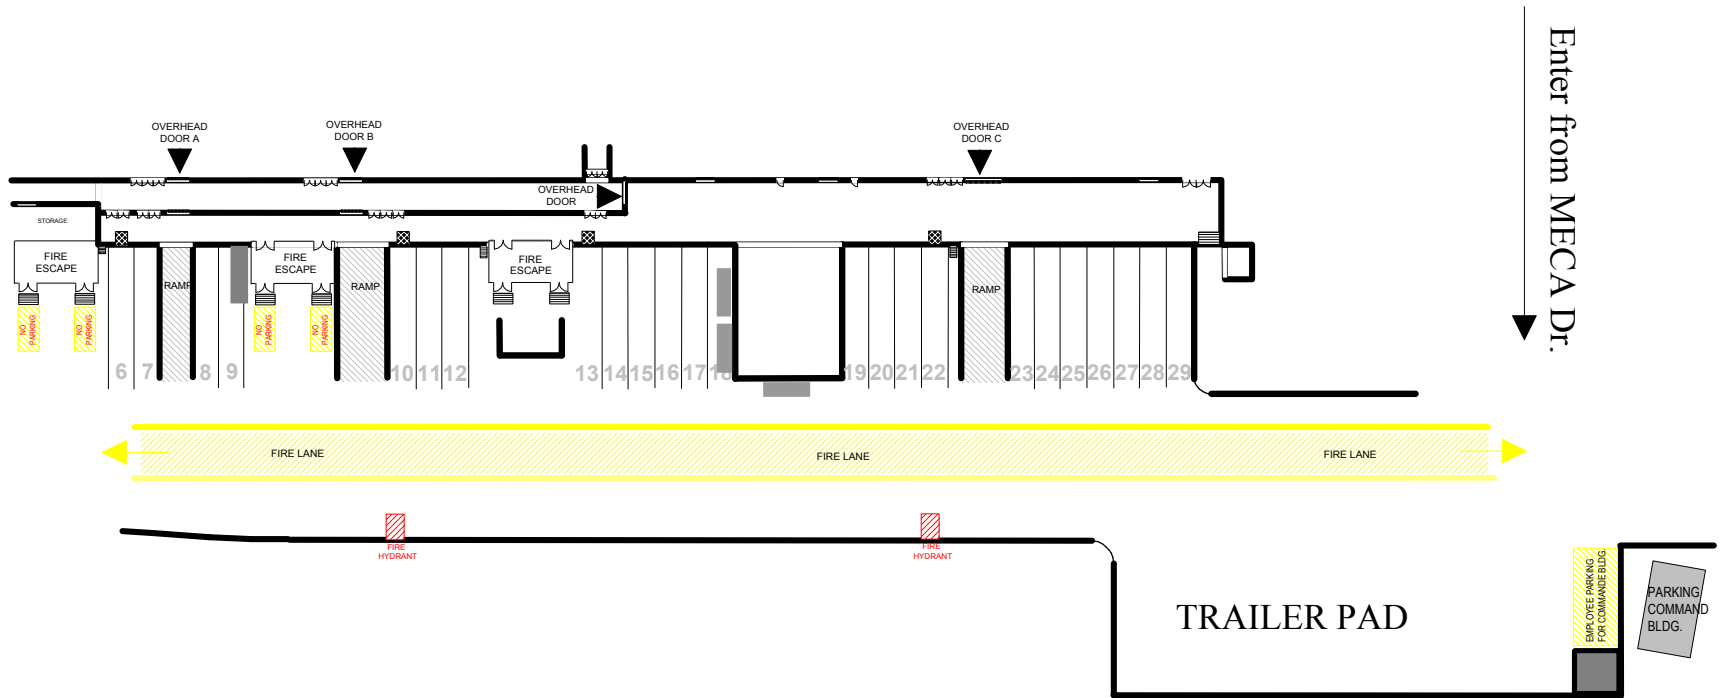 Enter from MECA Dr.
OVERHEAD
DOOR A
OVERHEAD
DOOR B
OVERHEAD
DOOR C
OVERHEAD
DOOR
STORAGE
FIRE
ESCAPE
FIRE
ESCAPE
FIRE
ESCAPE
RAMP
RAMP
RAMP
NO
PARKING
NO
PARKING
NO
PARKING
NO
PARKING
6
7
8
9
10
11
12
13
14
15
16
17
18
19
20
21
22
23
24
25
26
27
28
29
FIRE LANE
FIRE LANE
FIRE LANE
FIRE
HYDRANT
FIRE
HYDRANT
TRAILER PAD
EMPLOYEE PARKING
FOR COMMANDE BLDG.
PARKING
COMMAND
BLDG.